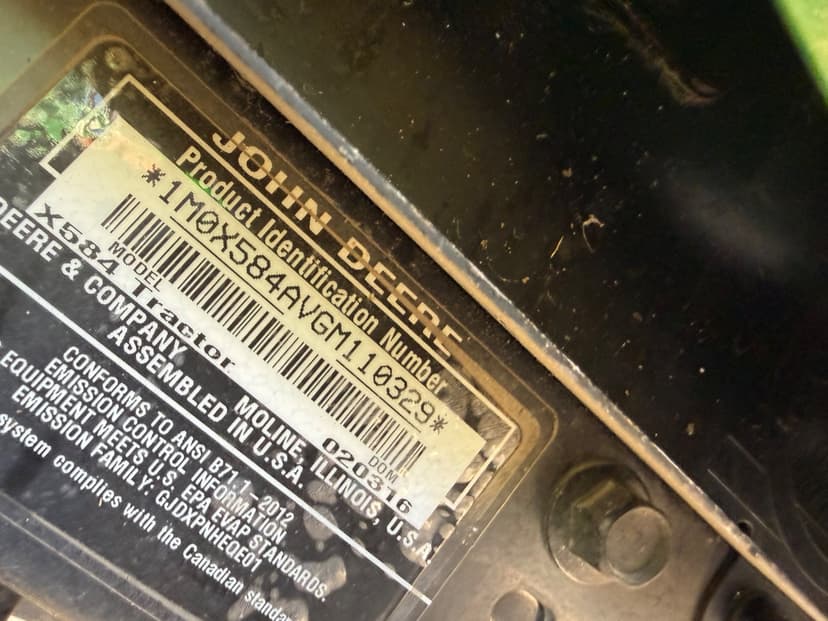 JOHN DEERE
Product Identification Number
*1M0X584AVGM110329*
MODEL DOM
X584 Tractor 020316
DEERE & COMPANY MOLINE, ILLINOIS, U.S.A.
ASSEMBLED IN U.S.A.
CONFORMS TO ANSI B71.1-2012
EMISSION CONTROL INFORMATION
EQUIPMENT MEETS U.S. EPA EVAP STANDARDS.
EMISSION FAMILY: GJDXPNHEQE01
system complies with the Canadian